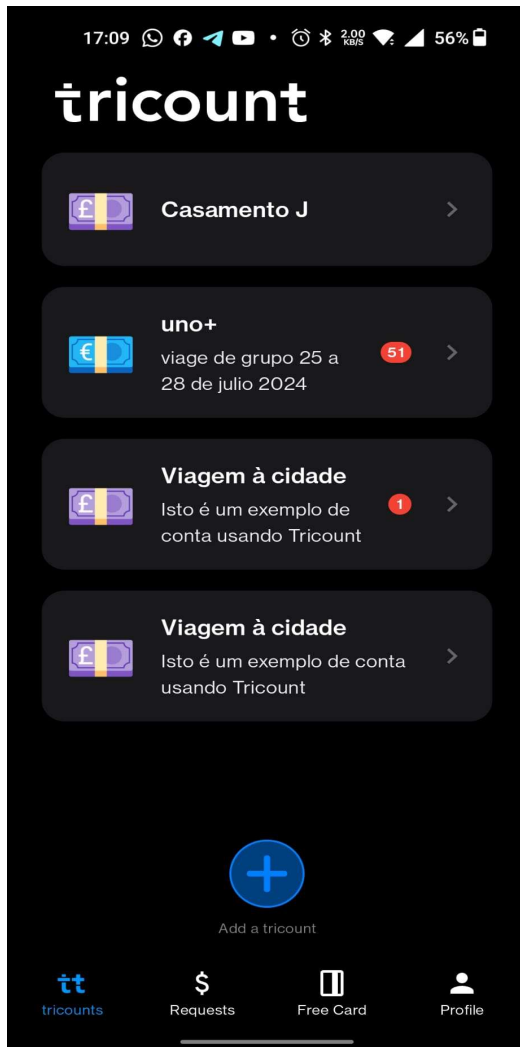 17:09 2.00 KB/S 56%
tricount
Casamento J
uno+
viage de grupo 25 a
28 de julio 2024
51
Viagem à cidade
Isto é um exemplo de
conta usando Tricount
1
Viagem à cidade
Isto é um exemplo de conta
usando Tricount
Add a tricount
tt
tricounts
$
Requests
Free Card
Profile